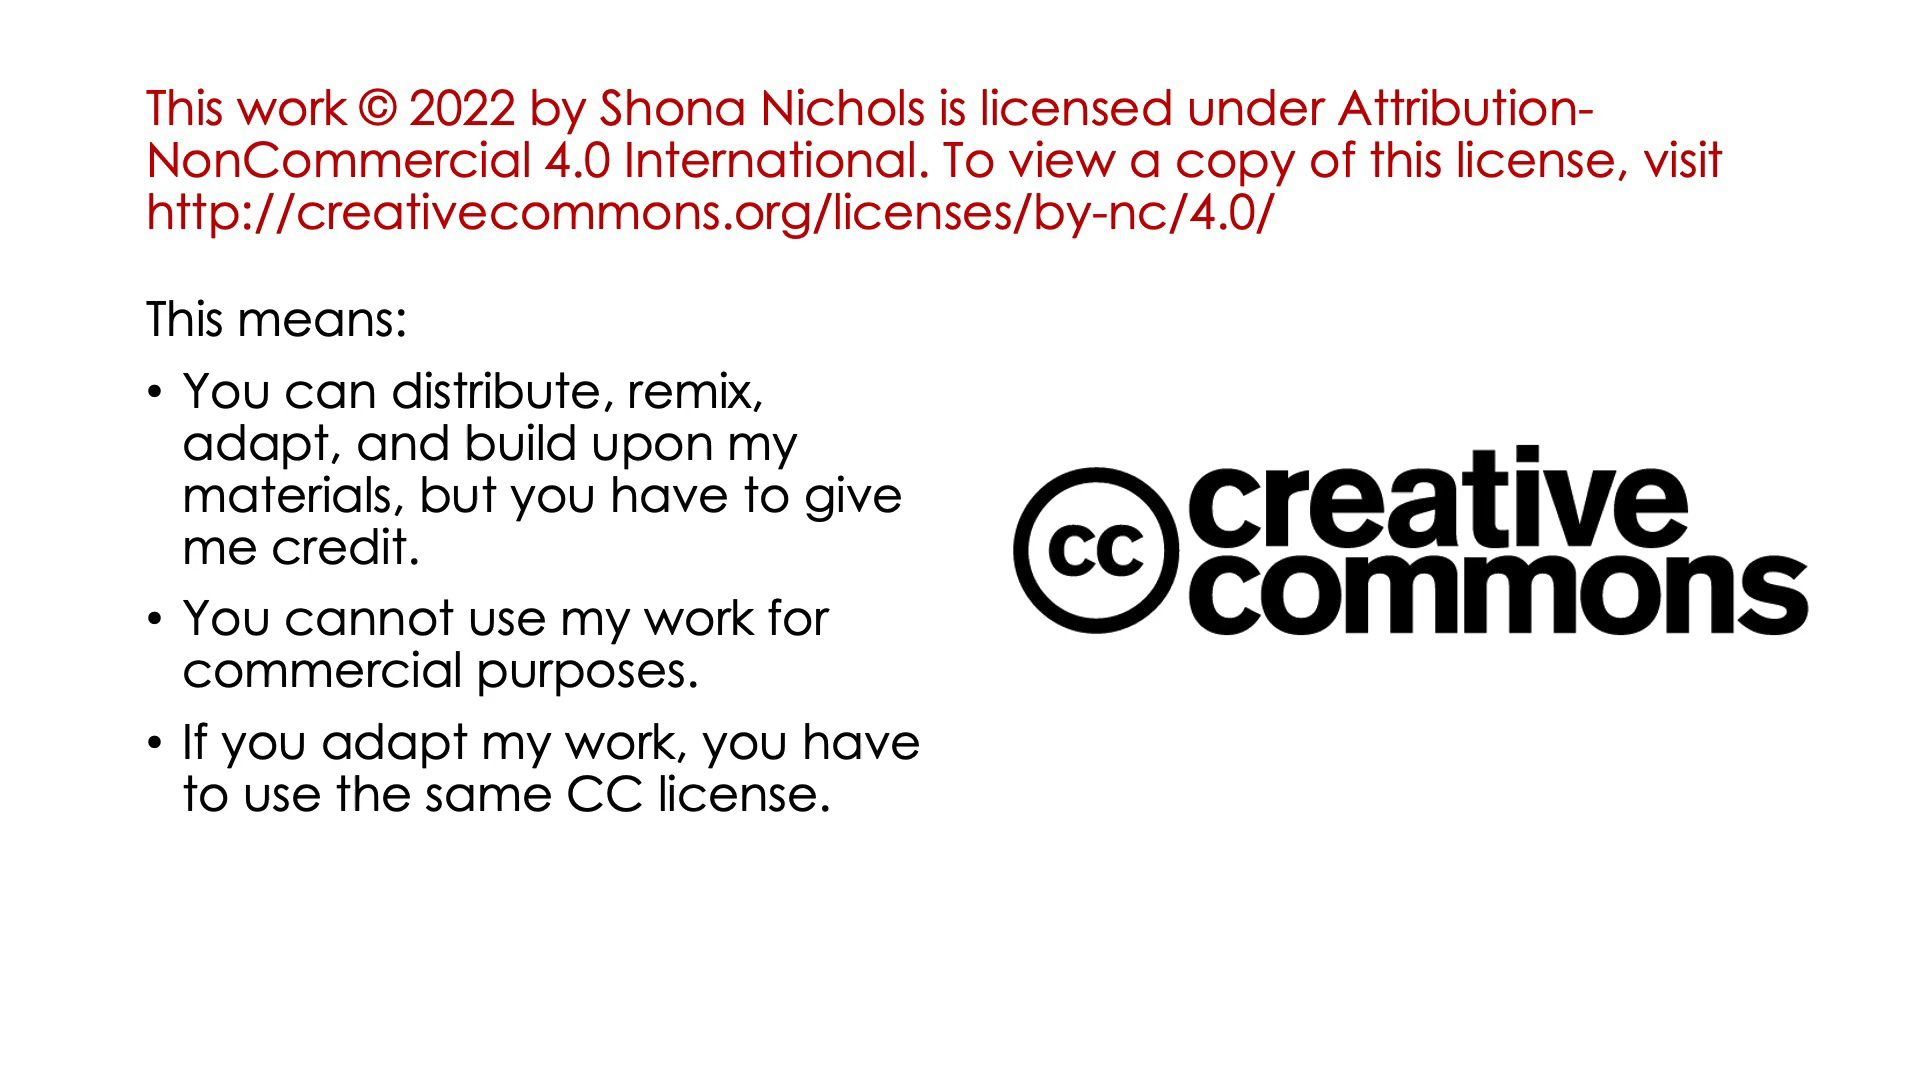 This work © 2022 by Shona Nichols is licensed under Attribution-
NonCommercial 4.0 International. To view a copy of this license, visit
http://creativecommons.org/licenses/by-nc/4.0/
This means:
• You can distribute, remix,
adapt, and build upon my
materials, but you have to give
me credit.
• You cannot use my work for
commercial purposes.
• If you adapt my work, you have
to use the same CC license.
cc creative
commons